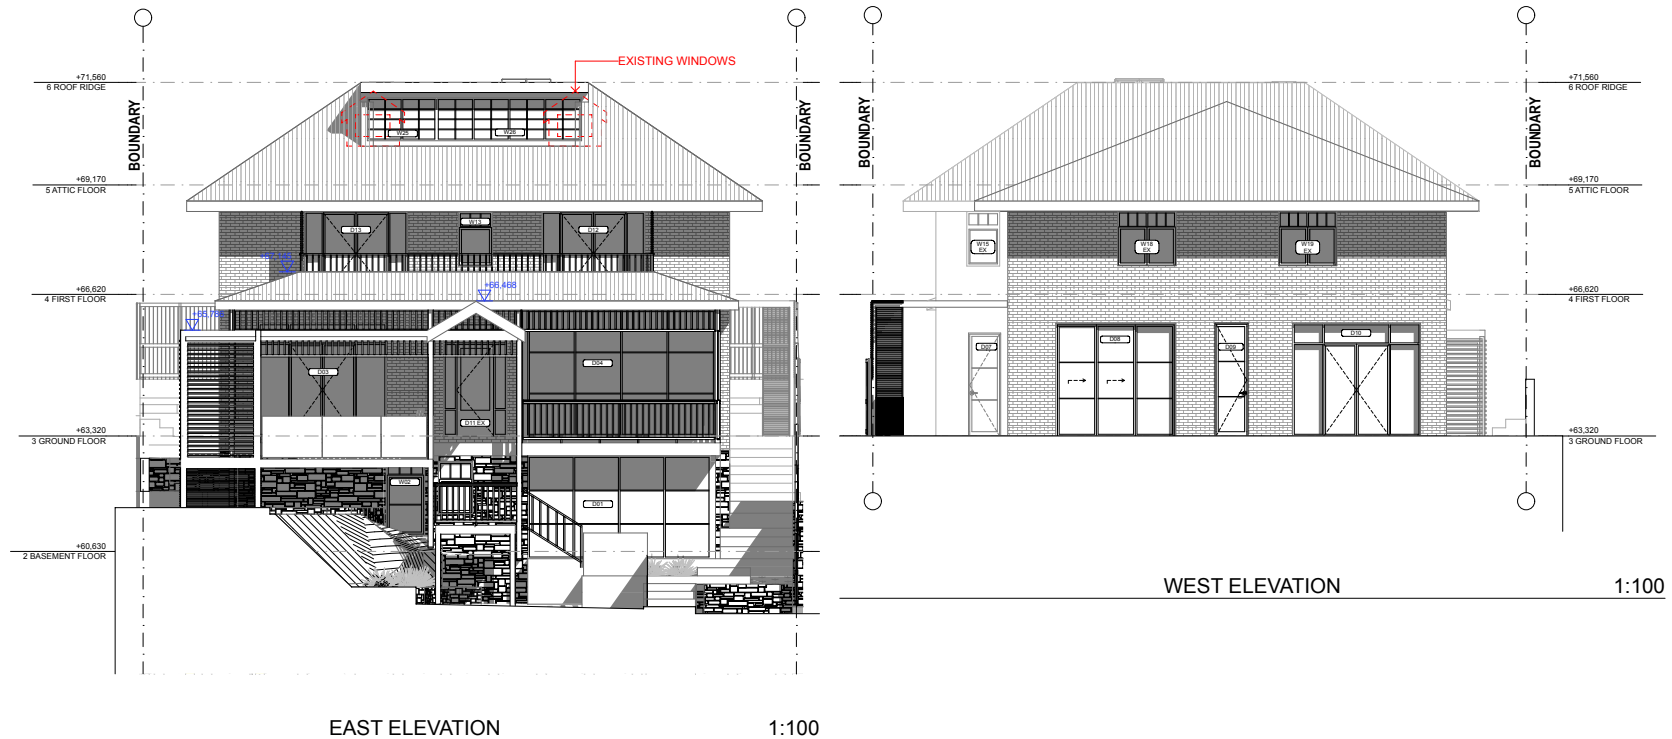 EXISTING WINDOWS
+71,560
6 ROOF RIDGE
BOUNDARY
BOUNDARY
W25
W26
+69,170
5 ATTIC FLOOR
D13
W13
D12
+66,620
4 FIRST FLOOR
+66,468
D03
D04
D11 EX
+63,320
3 GROUND FLOOR
W02
D01
+60,630
2 BASEMENT FLOOR
EAST ELEVATION
1:100
+71,560
6 ROOF RIDGE
BOUNDARY
BOUNDARY
+69,170
5 ATTIC FLOOR
W15
EX
W18
EX
W19
EX
+66,620
4 FIRST FLOOR
D07
D08
D09
D10
+63,320
3 GROUND FLOOR
WEST ELEVATION
1:100